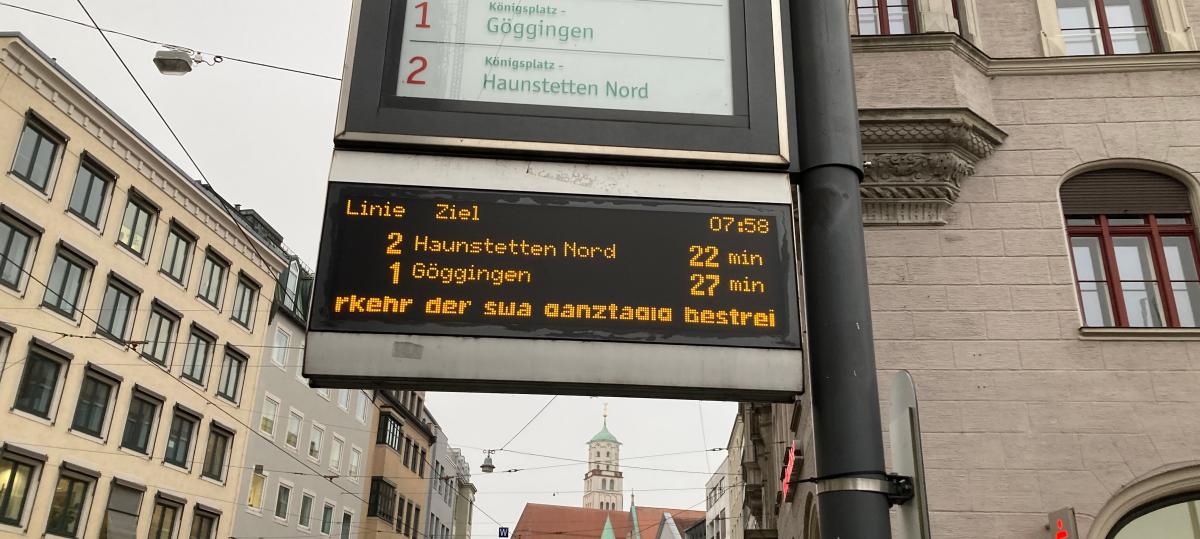 1 Königsplatz -
Göggingen
2 Königsplatz -
Haunstetten Nord
Linie Ziel 07:58
2 Haunstetten Nord 22 min
1 Göggingen 27 min
rkehr der swa ganztagig bestrei
W